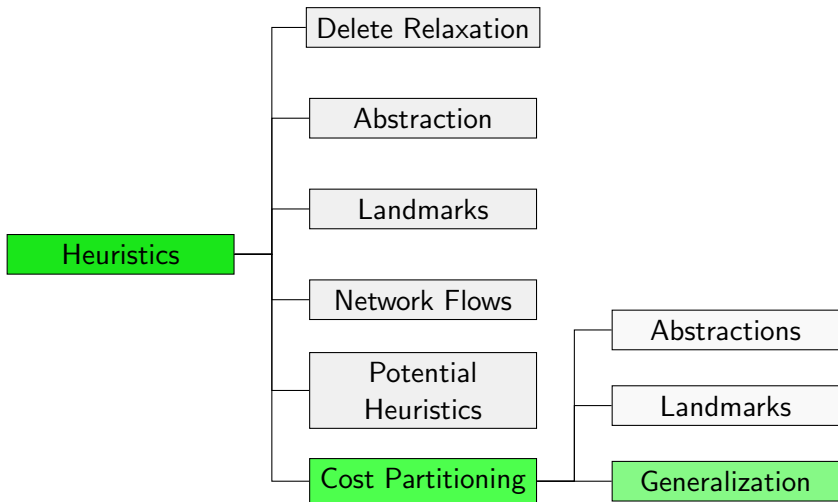 Heuristics
Delete Relaxation
Abstraction
Landmarks
Network Flows
Potential
Heuristics
Cost Partitioning
Abstractions
Landmarks
Generalization